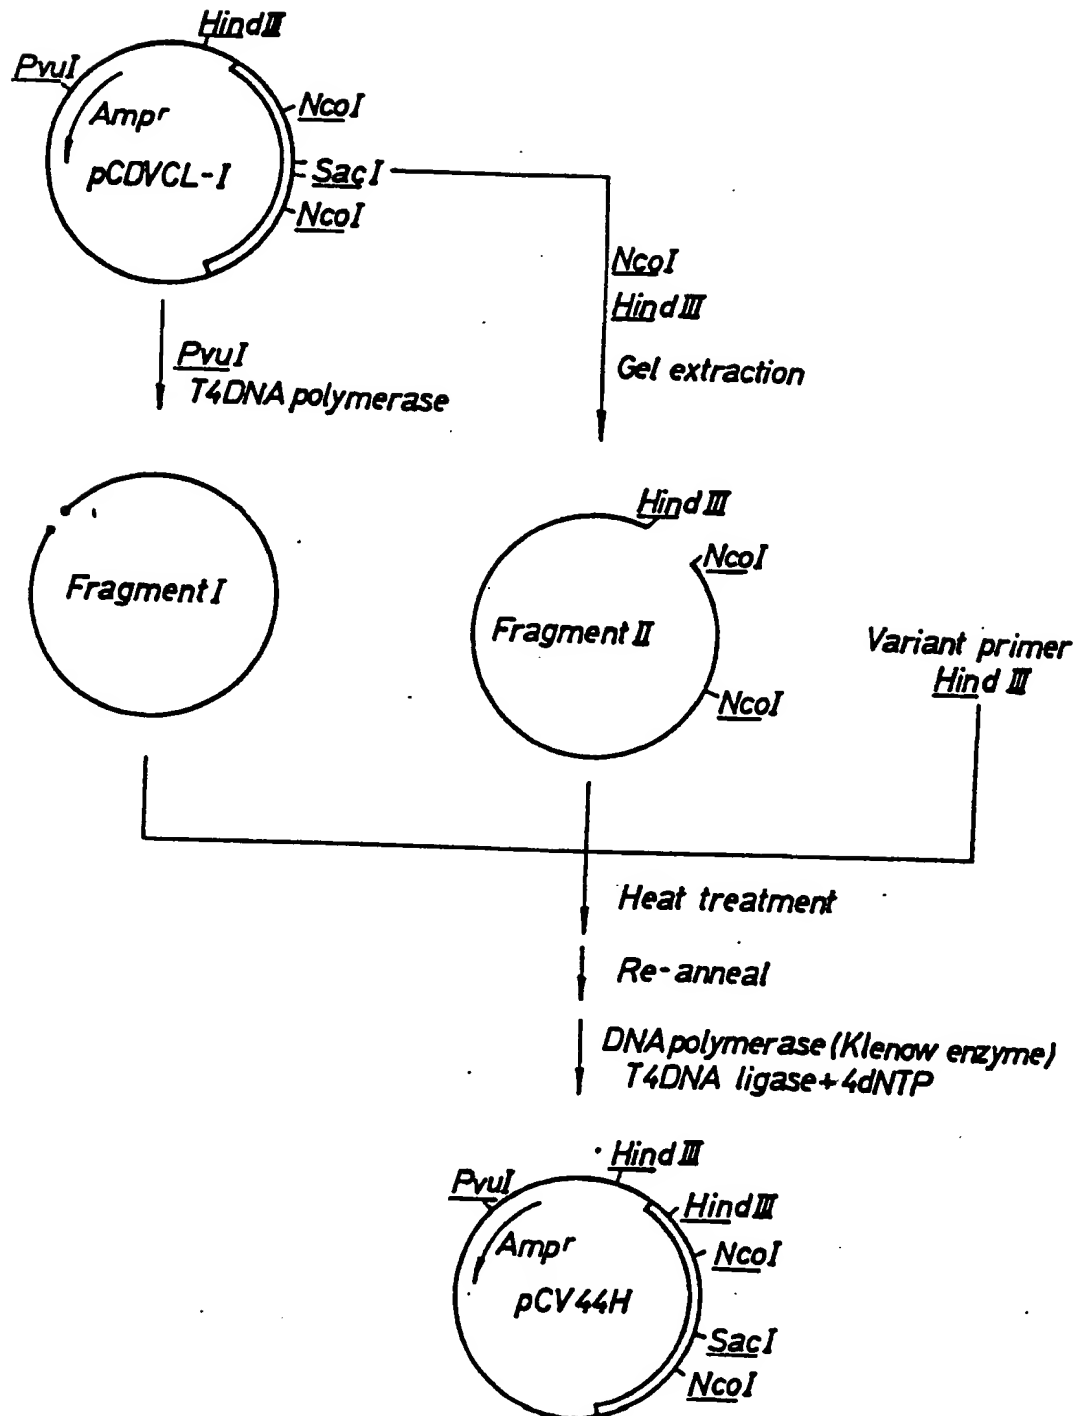 HindIII
PvuI
NcoI
Ampr
pCDVCL-I
SacI
NcoI
NcoI
HindIII
Gel extraction
PvuI
T4DNA polymerase
HindIII
NcoI
Fragment I
Fragment II
NcoI
Variant primer
HindIII
Heat treatment
Re-anneal
DNA polymerase (Klenow enzyme)
T4DNA ligase+4dNTP
HindIII
PvuI
HindIII
Ampr
NcoI
pCV44H
SacI
NcoI